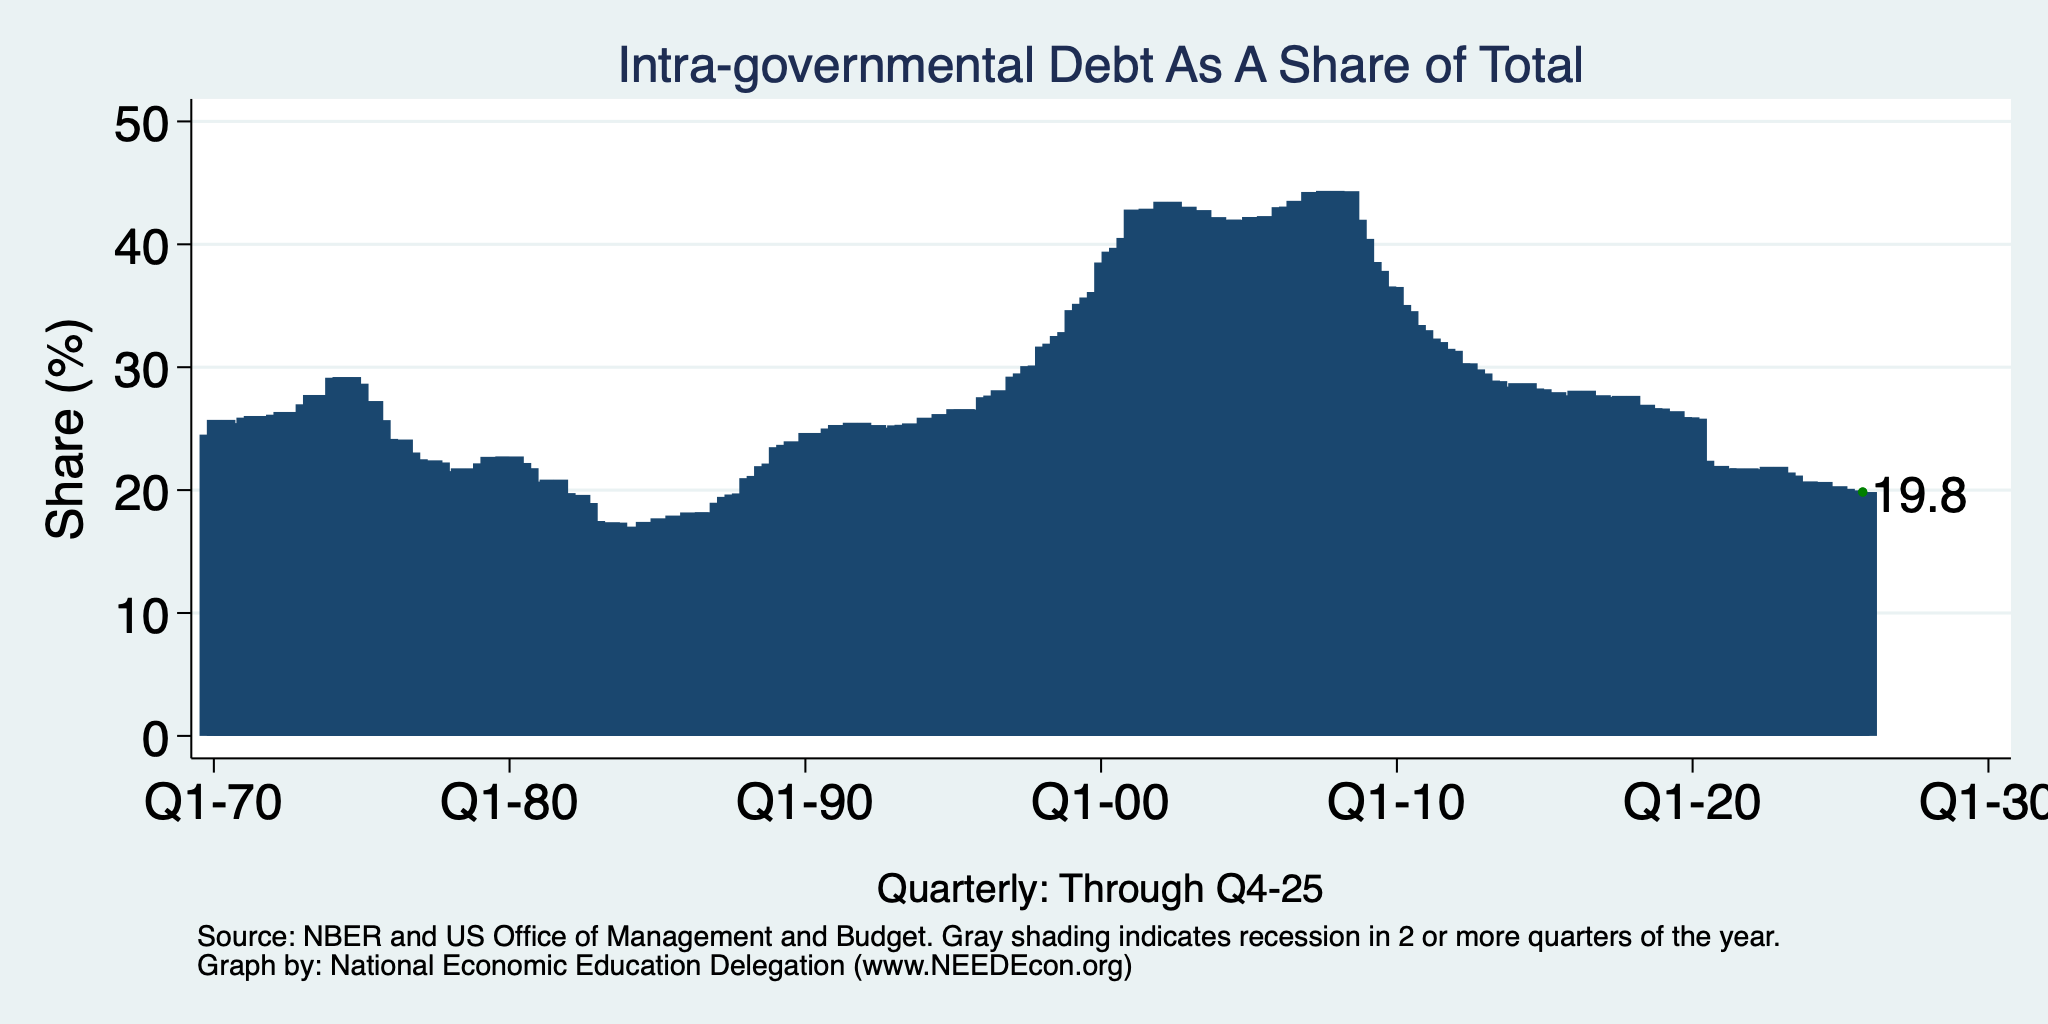 Intra-governmental Debt As A Share of Total
Share (%)
50
40
30
20
10
0
19.8
Q1-70 Q1-80 Q1-90 Q1-00 Q1-10 Q1-20 Q1-30
Quarterly: Through Q4-25
Source: NBER and US Office of Management and Budget. Gray shading indicates recession in 2 or more quarters of the year.
Graph by: National Economic Education Delegation (www.NEEDEcon.org)